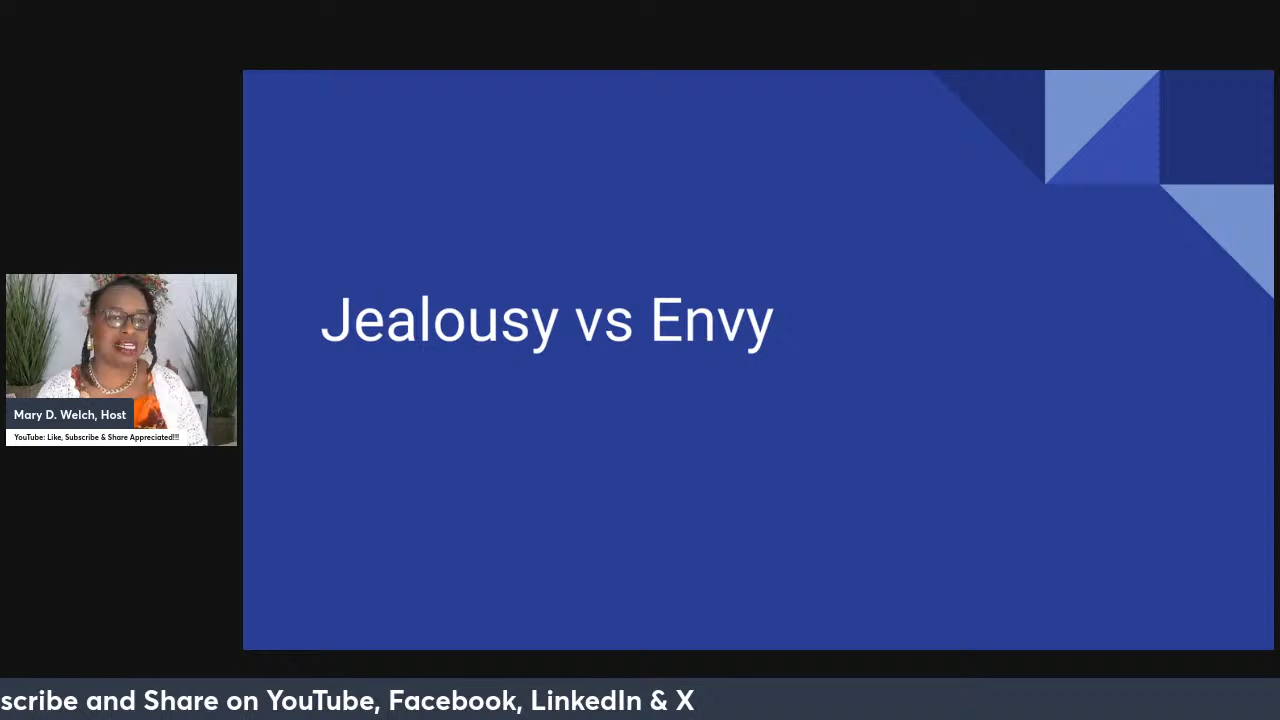 Jealousy vs Envy
Mary D. Welch, Host
YouTube: Like, Subscribe & Share Appreciated!!!
scribe and Share on YouTube, Facebook, LinkedIn & X